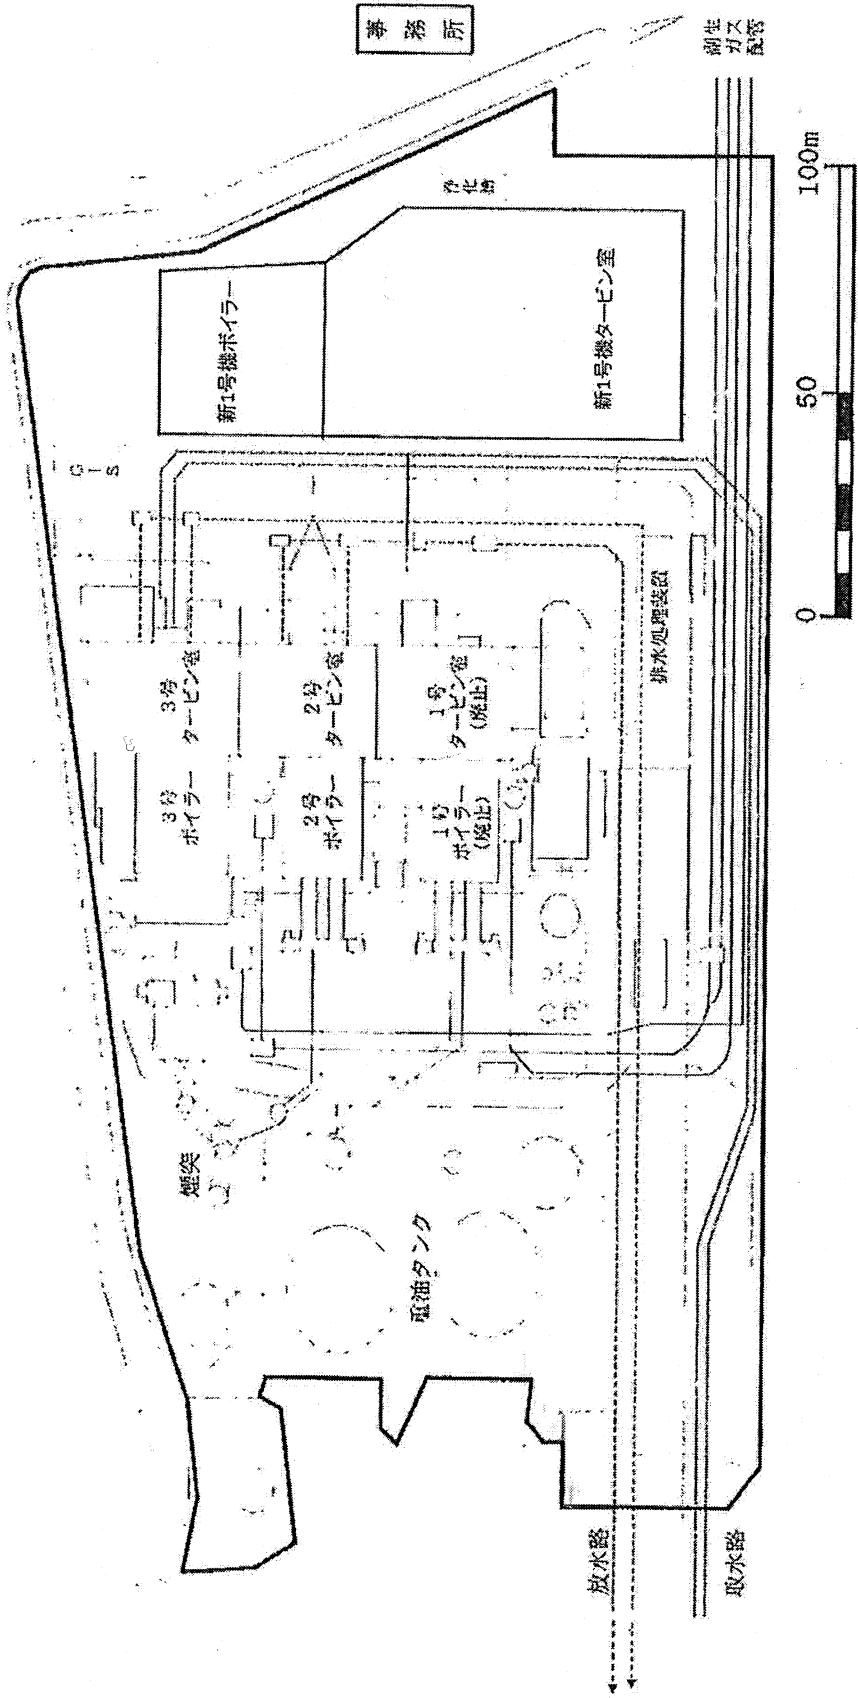 事務所
副生
ガス
配管
浄化槽
新1号機ボイラー
新1号機タービン室
GIS
3号
タービン室
2号
タービン室
1号
タービン室
(廃止)
排水処理装置
3号
ボイラー
2号
ボイラー
1号
ボイラー
(廃止)
煙突
重油タンク
放水路
取水路
0
50
100m